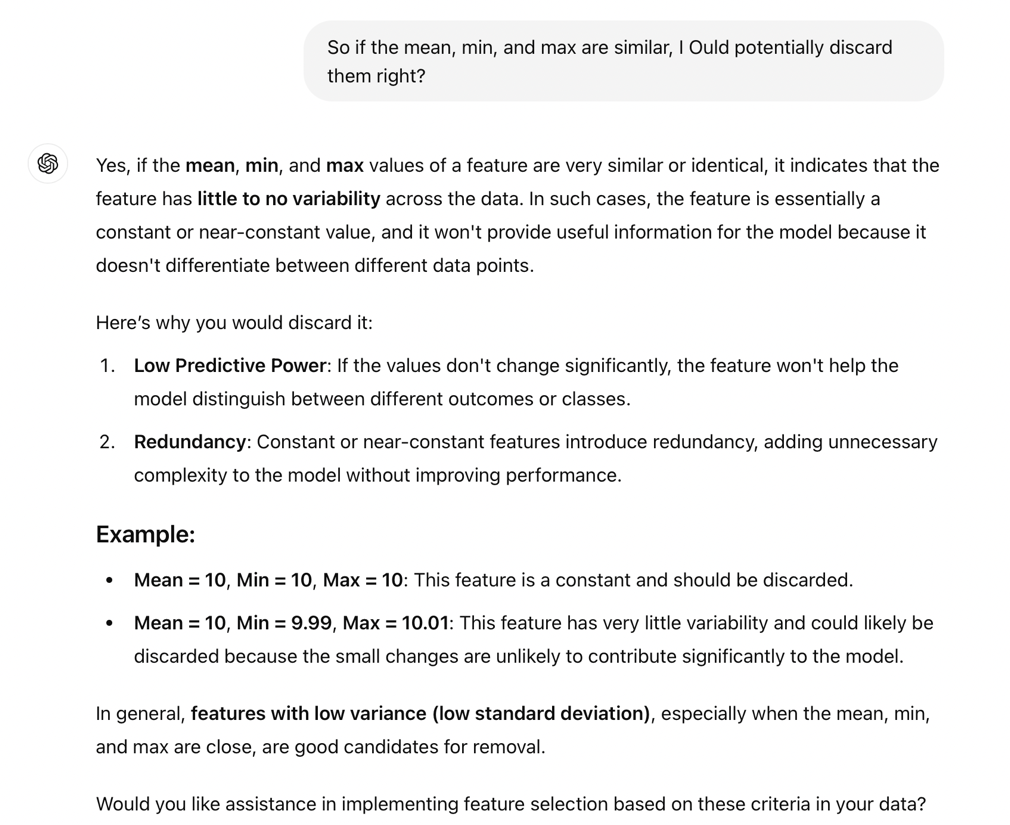 So if the mean, min, and max are similar, I Ould potentially discard
them right?
Yes, if the mean, min, and max values of a feature are very similar or identical, it indicates that the
feature has little to no variability across the data. In such cases, the feature is essentially a
constant or near-constant value, and it won't provide useful information for the model because it
doesn't differentiate between different data points.
Here’s why you would discard it:
1. Low Predictive Power: If the values don't change significantly, the feature won't help the
model distinguish between different outcomes or classes.
2. Redundancy: Constant or near-constant features introduce redundancy, adding unnecessary
complexity to the model without improving performance.
Example:
• Mean = 10, Min = 10, Max = 10: This feature is a constant and should be discarded.
• Mean = 10, Min = 9.99, Max = 10.01: This feature has very little variability and could likely be
discarded because the small changes are unlikely to contribute significantly to the model.
In general, features with low variance (low standard deviation), especially when the mean, min,
and max are close, are good candidates for removal.
Would you like assistance in implementing feature selection based on these criteria in your data?